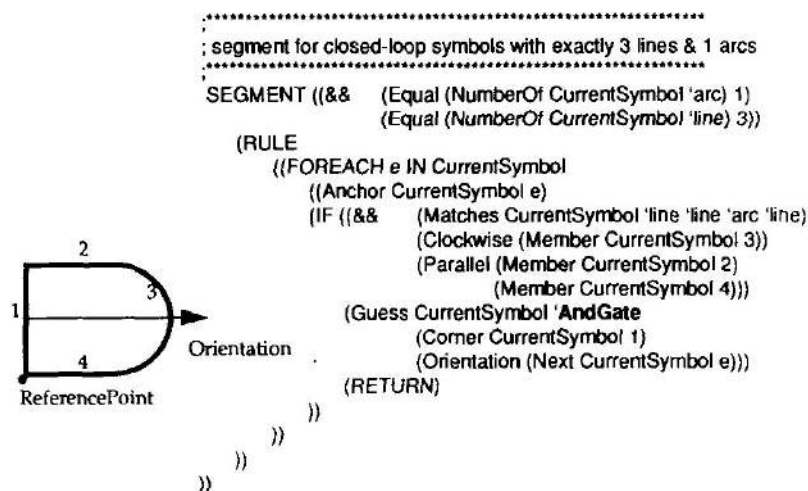 ;************************************************************
; segment for closed-loop symbols with exactly 3 lines & 1 arcs
;************************************************************
SEGMENT ((&& (Equal (NumberOf CurrentSymbol 'arc) 1)
(Equal (NumberOf CurrentSymbol 'line) 3))
(RULE
((FOREACH e IN CurrentSymbol
((Anchor CurrentSymbol e)
(IF ((&& (Matches CurrentSymbol 'line 'line 'arc 'line)
(Clockwise (Member CurrentSymbol 3))
(Parallel (Member CurrentSymbol 2)
(Member CurrentSymbol 4)))
(Guess CurrentSymbol 'AndGate
(Corner CurrentSymbol 1)
(Orientation (Next CurrentSymbol e)))
(RETURN)
))
))
))
))
2
3
1
4
Orientation
ReferencePoint